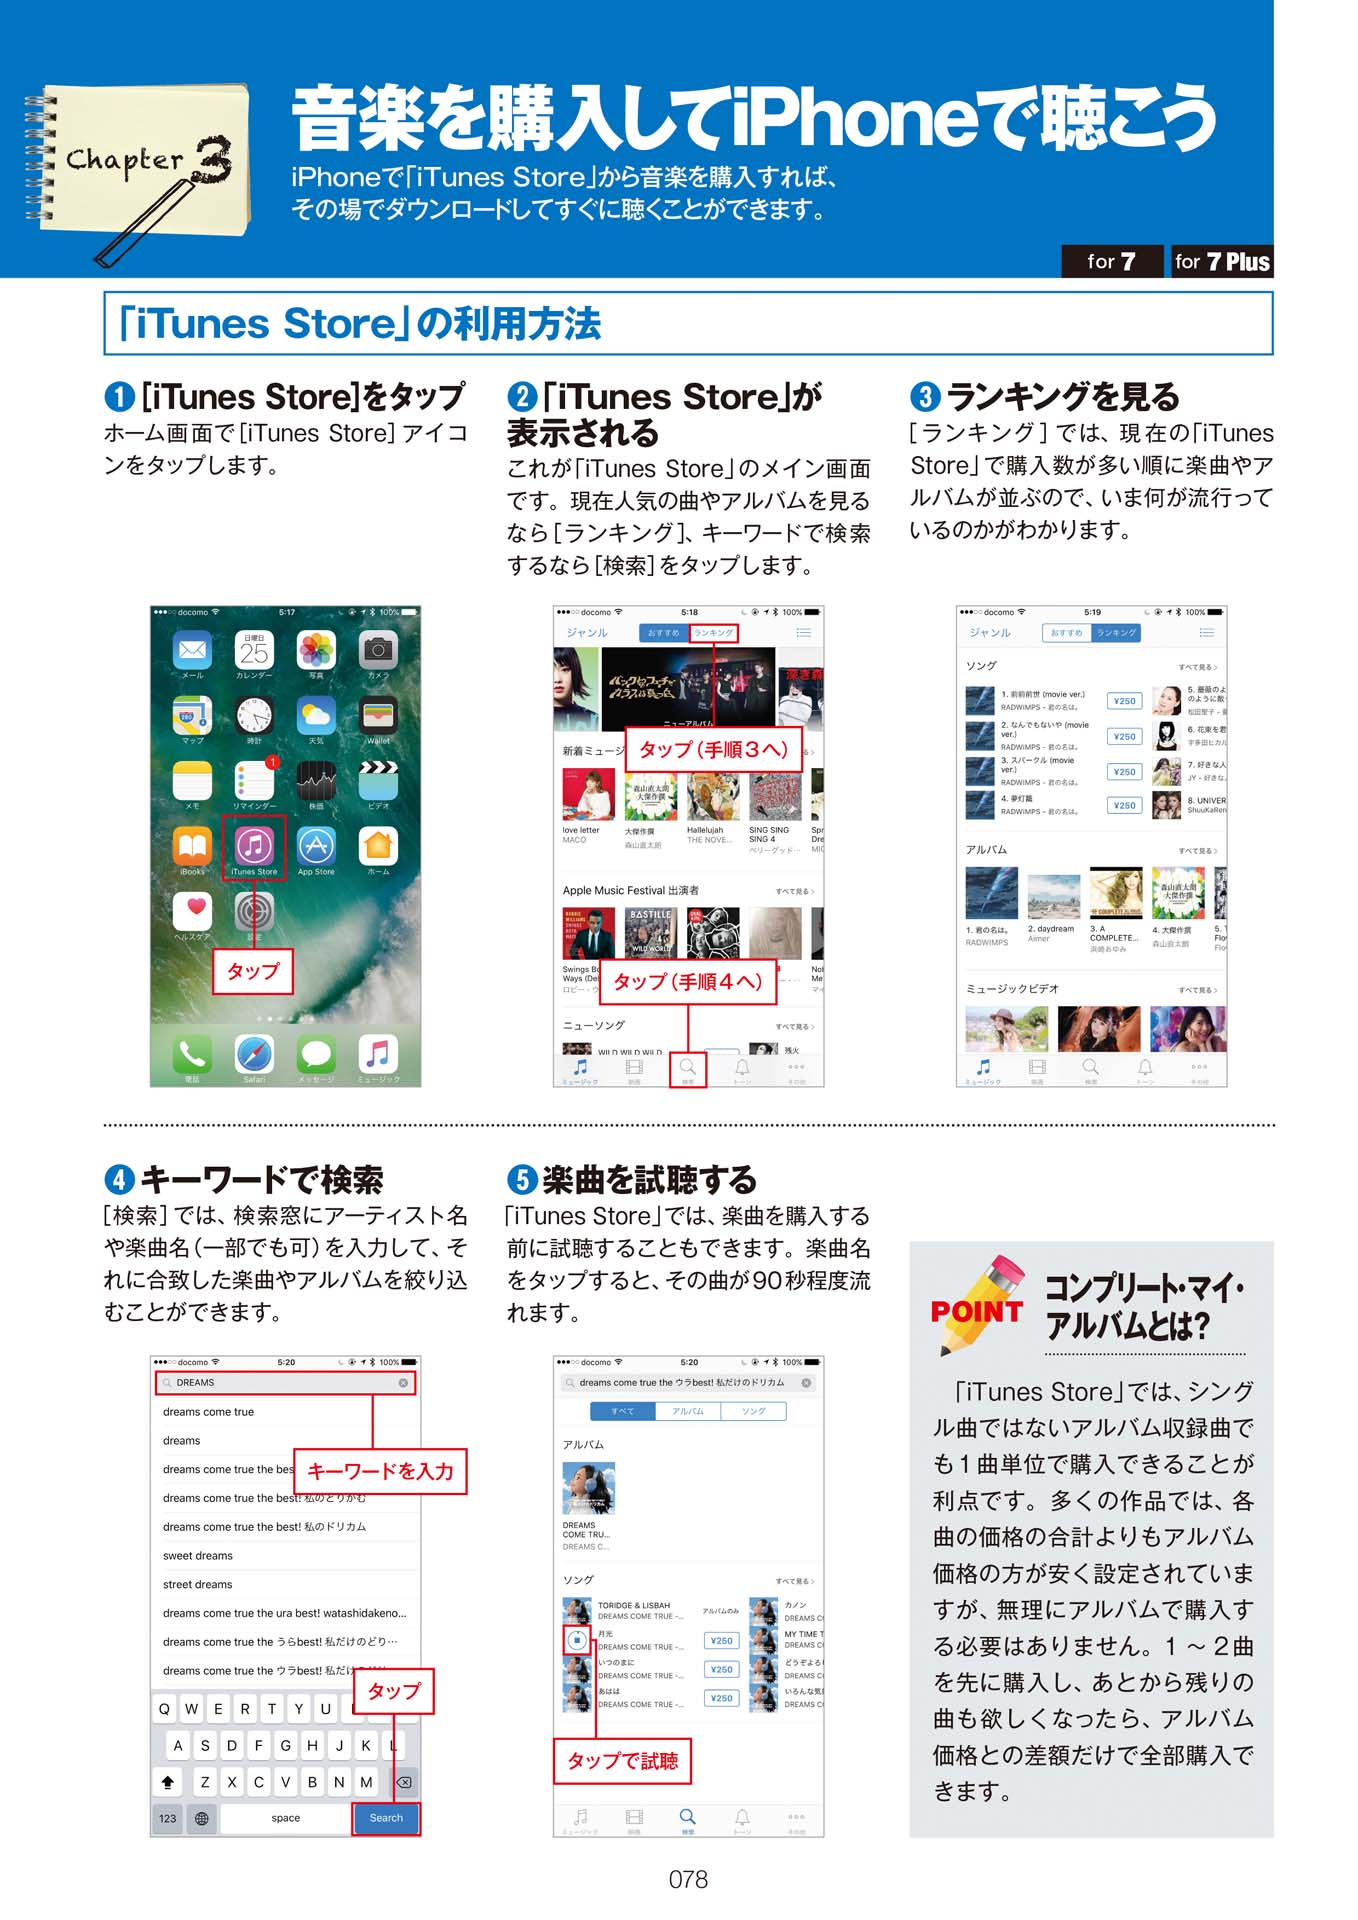 Chapter 3
音楽を購入してiPhoneで聴こう
iPhoneで「iTunes Store」から音楽を購入すれば、
その場でダウンロードしてすぐに聴くことができます。
for 7
for 7 Plus
「iTunes Store」の利用方法
1 [iTunes Store]をタップ
ホーム画面で[iTunes Store] アイコ
ンをタップします。
2 「iTunes Store」が
表示される
これが「iTunes Store」のメイン画面
です。現在人気の曲やアルバムを見る
なら[ランキング]、キーワードで検索
するなら[検索]をタップします。
3 ランキングを見る
[ランキング] では、現在の「iTunes
Store」で購入数が多い順に楽曲やア
ルバムが並ぶので、いま何が流行って
いるのかがわかります。
docomo 5:17 100%
日曜日
25
メール カレンダー 写真 カメラ
280
マップ 時計 天気 Wallet
1
メモ リマインダー 株価 ビデオ
iBooks iTunes Store App Store ホーム
ヘルスケア 設定
タップ
電話 Safari メッセージ ミュージック
docomo 5:18 100%
ジャンル おすすめ ランキング
ニューアルバム
タップ(手順3へ)
新着ミュージ
love letter
MACO
大傑作撰
森山直太朗
Hallelujah
THE NOVE...
SING SING
SING 4
ベリーグッド…
Apple Music Festival 出演者 すべて見る
BASTILLE
WILD WORLD
Swings Bo
Ways (De
タップ(手順4へ)
ニューソング すべて見る
WILD WILD WILD
残火
ミュージック 映画 検索 トーン その他
docomo 5:19 100%
ジャンル おすすめ ランキング
ソング すべて見る
1. 前前前世 (movie ver.)
RADWIMPS - 君の名は。
¥250
2. なんでもないや (movie
ver.)
RADWIMPS - 君の名は。
¥250
3. スパークル (movie
ver.)
RADWIMPS - 君の名は。
¥250
4. 夢灯籠
RADWIMPS - 君の名は。
¥250
5. 薔薇のよ
のように散
松田聖子 -
6. 花束を君
宇多田ヒカル
7. 好きな人
JY - 好きな
8. UNIVER
ShuuKaRen
アルバム すべて見る
1. 君の名は。
RADWIMPS
2. daydream
Aimer
3. A
COMPLETE...
浜崎あゆみ
4. 大傑作撰
森山直太朗
ミュージックビデオ すべて見る
ミュージック 映画 検索 トーン その他
4 キーワードで検索
[検索] では、検索窓にアーティスト名
や楽曲名(一部でも可)を入力して、そ
れに合致した楽曲やアルバムを絞り込
むことができます。
5 楽曲を試聴する
「iTunes Store」では、楽曲を購入する
前に試聴することもできます。楽曲名
をタップすると、その曲が90秒程度流
れます。
docomo 5:20 100%
DREAMS
dreams come true
dreams
dreams come true the bes
キーワードを入力
dreams come true the best! 私のとりかむ
dreams come true the best! 私のドリカム
sweet dreams
street dreams
dreams come true the ura best! watashidakeno...
dreams come true the うらbest! 私だけのどり…
dreams come true the ウラbest! 私だけ
タップ
Q W E R T Y U
A S D F G H J K L
Z X C V B N M
123 space Search
docomo 5:20 100%
dreams come true the ウラbest! 私だけのドリカム
すべて アルバム ソング
アルバム
DREAMS
COME TRU...
DREAMS C...
ソング すべて見る
TORIDGE & LISBAH
DREAMS COME TRUE -...
アルバムのみ
カノン
DREAMS C
月光
DREAMS COME TRUE -...
¥250
MY TIME T
DREAMS C
いつのまに
DREAMS COME TRUE -...
¥250
どうぞよろ
DREAMS C
あはは
DREAMS COME TRUE -...
¥250
いろんな気
DREAMS C
タップで試聴
ミュージック 映画 検索 トーン その他
POINT
コンプリート・マイ・
アルバムとは?
「iTunes Store」では、シング
ル曲ではないアルバム収録曲で
も1曲単位で購入できることが
利点です。多くの作品では、各
曲の価格の合計よりもアルバム
価格の方が安く設定されていま
すが、無理にアルバムで購入す
る必要はありません。1～2曲
を先に購入し、あとから残りの
曲も欲しくなったら、アルバム
価格との差額だけで全部購入で
きます。
078